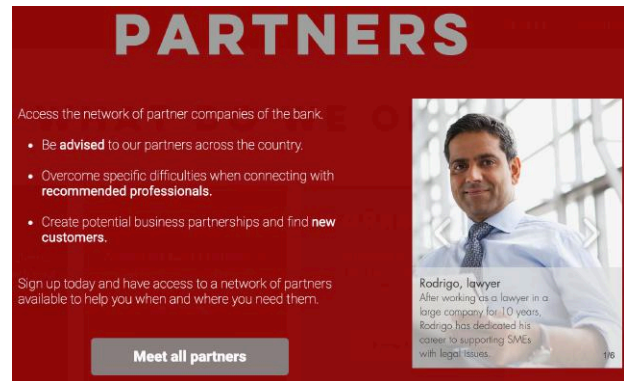 PARTNERS
Access the network of partner companies of the bank.
• Be advised to our partners across the country.
• Overcome specific difficulties when connecting with
recommended professionals.
• Create potential business partnerships and find new
customers.
Sign up today and have access to a network of partners
available to help you when and where you need them.
Meet all partners
Rodrigo, lawyer
After working as a lawyer in a
large company for 10 years,
Rodrigo has dedicated his
career to supporting SMEs
with legal issues.
1/6